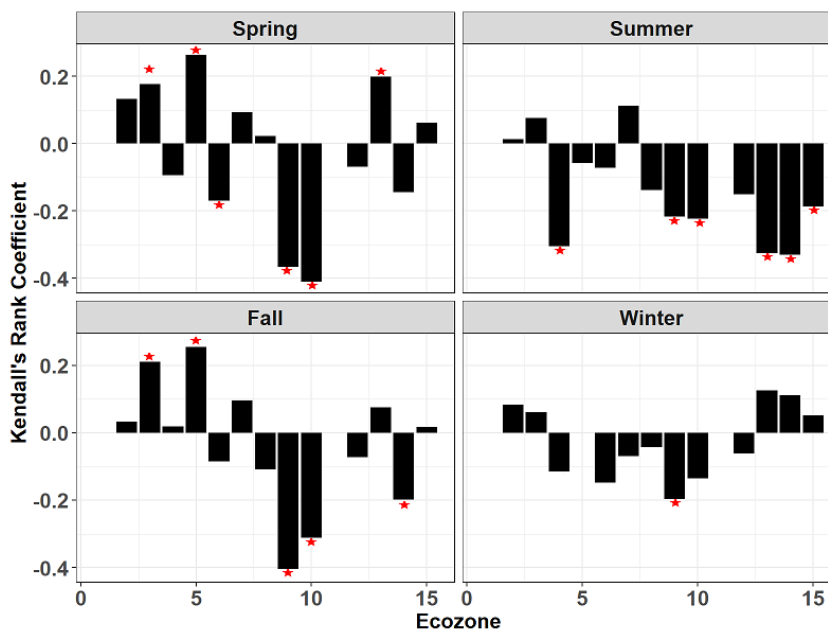 Spring
Summer
0.2
0.0
-0.2
-0.4
Fall
Winter
0.2
0.0
-0.2
-0.4
0 5 10 15 0 5 10 15
Ecozone
Kendall's Rank Coefficient